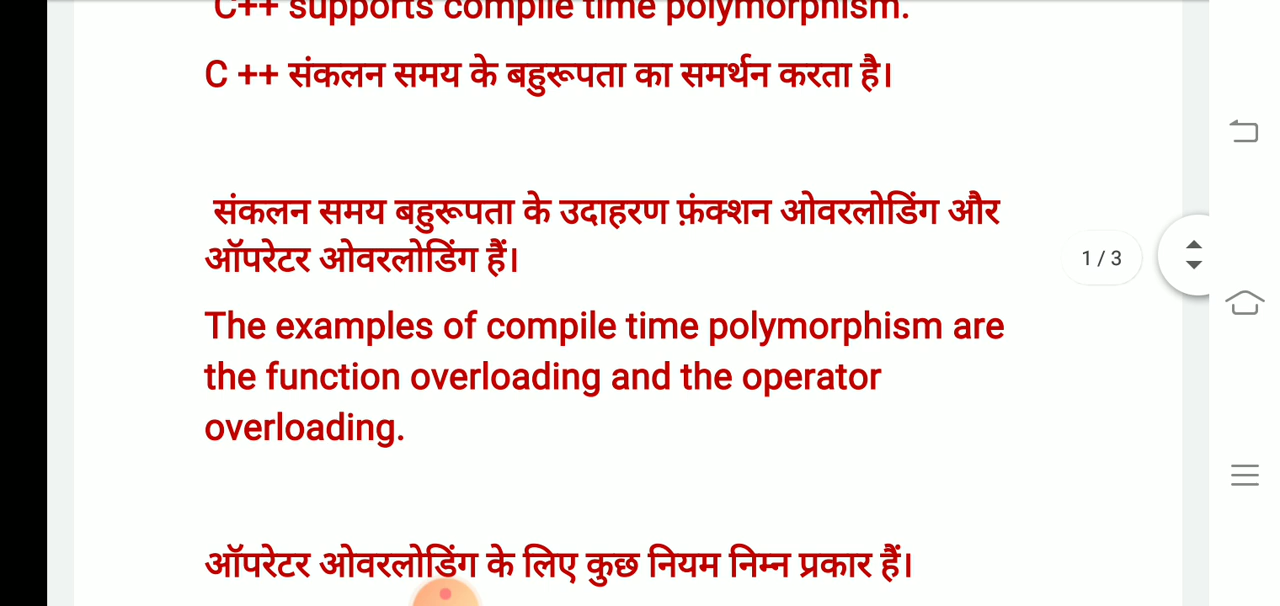 C++ supports compile time polymorphism.
C ++ संकलन समय के बहुरूपता का समर्थन करता है।
संकलन समय बहुरूपता के उदाहरण फ़ंक्शन ओवरलोडिंग और
ऑपरेटर ओवरलोडिंग हैं।
1 / 3
The examples of compile time polymorphism are
the function overloading and the operator
overloading.
ऑपरेटर ओवरलोडिंग के लिए कुछ नियम निम्न प्रकार हैं।